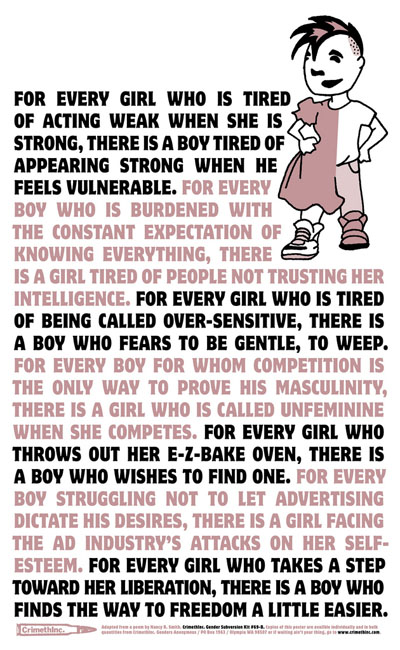 FOR EVERY GIRL WHO IS TIRED
OF ACTING WEAK WHEN SHE IS
STRONG, THERE IS A BOY TIRED OF
APPEARING STRONG WHEN HE
FEELS VULNERABLE. FOR EVERY
BOY WHO IS BURDENED WITH
THE CONSTANT EXPECTATION OF
KNOWING EVERYTHING, THERE
IS A GIRL TIRED OF PEOPLE NOT TRUSTING HER
INTELLIGENCE. FOR EVERY GIRL WHO IS TIRED
OF BEING CALLED OVER-SENSITIVE, THERE IS
A BOY WHO FEARS TO BE GENTLE, TO WEEP.
FOR EVERY BOY FOR WHOM COMPETITION IS
THE ONLY WAY TO PROVE HIS MASCULINITY,
THERE IS A GIRL WHO IS CALLED UNFEMININE
WHEN SHE COMPETES. FOR EVERY GIRL WHO
THROWS OUT HER E-Z-BAKE OVEN, THERE IS
A BOY WHO WISHES TO FIND ONE. FOR EVERY
BOY STRUGGLING NOT TO LET ADVERTISING
DICTATE HIS DESIRES, THERE IS A GIRL FACING
THE AD INDUSTRY'S ATTACKS ON HER SELF-
ESTEEM. FOR EVERY GIRL WHO TAKES A STEP
TOWARD HER LIBERATION, THERE IS A BOY WHO
FINDS THE WAY TO FREEDOM A LITTLE EASIER.
CrimethInc.
Adapted from a poem by Nancy R. Smith. CrimethInc. Gender Subversion Kit #69-B. Copies of this poster are available individually and in bulk
quantities from CrimethInc. Genders Anonymous / PO Box 1963 / Olympia WA 98507 or if waiting ain't your thing, go to www.crimethinc.com.